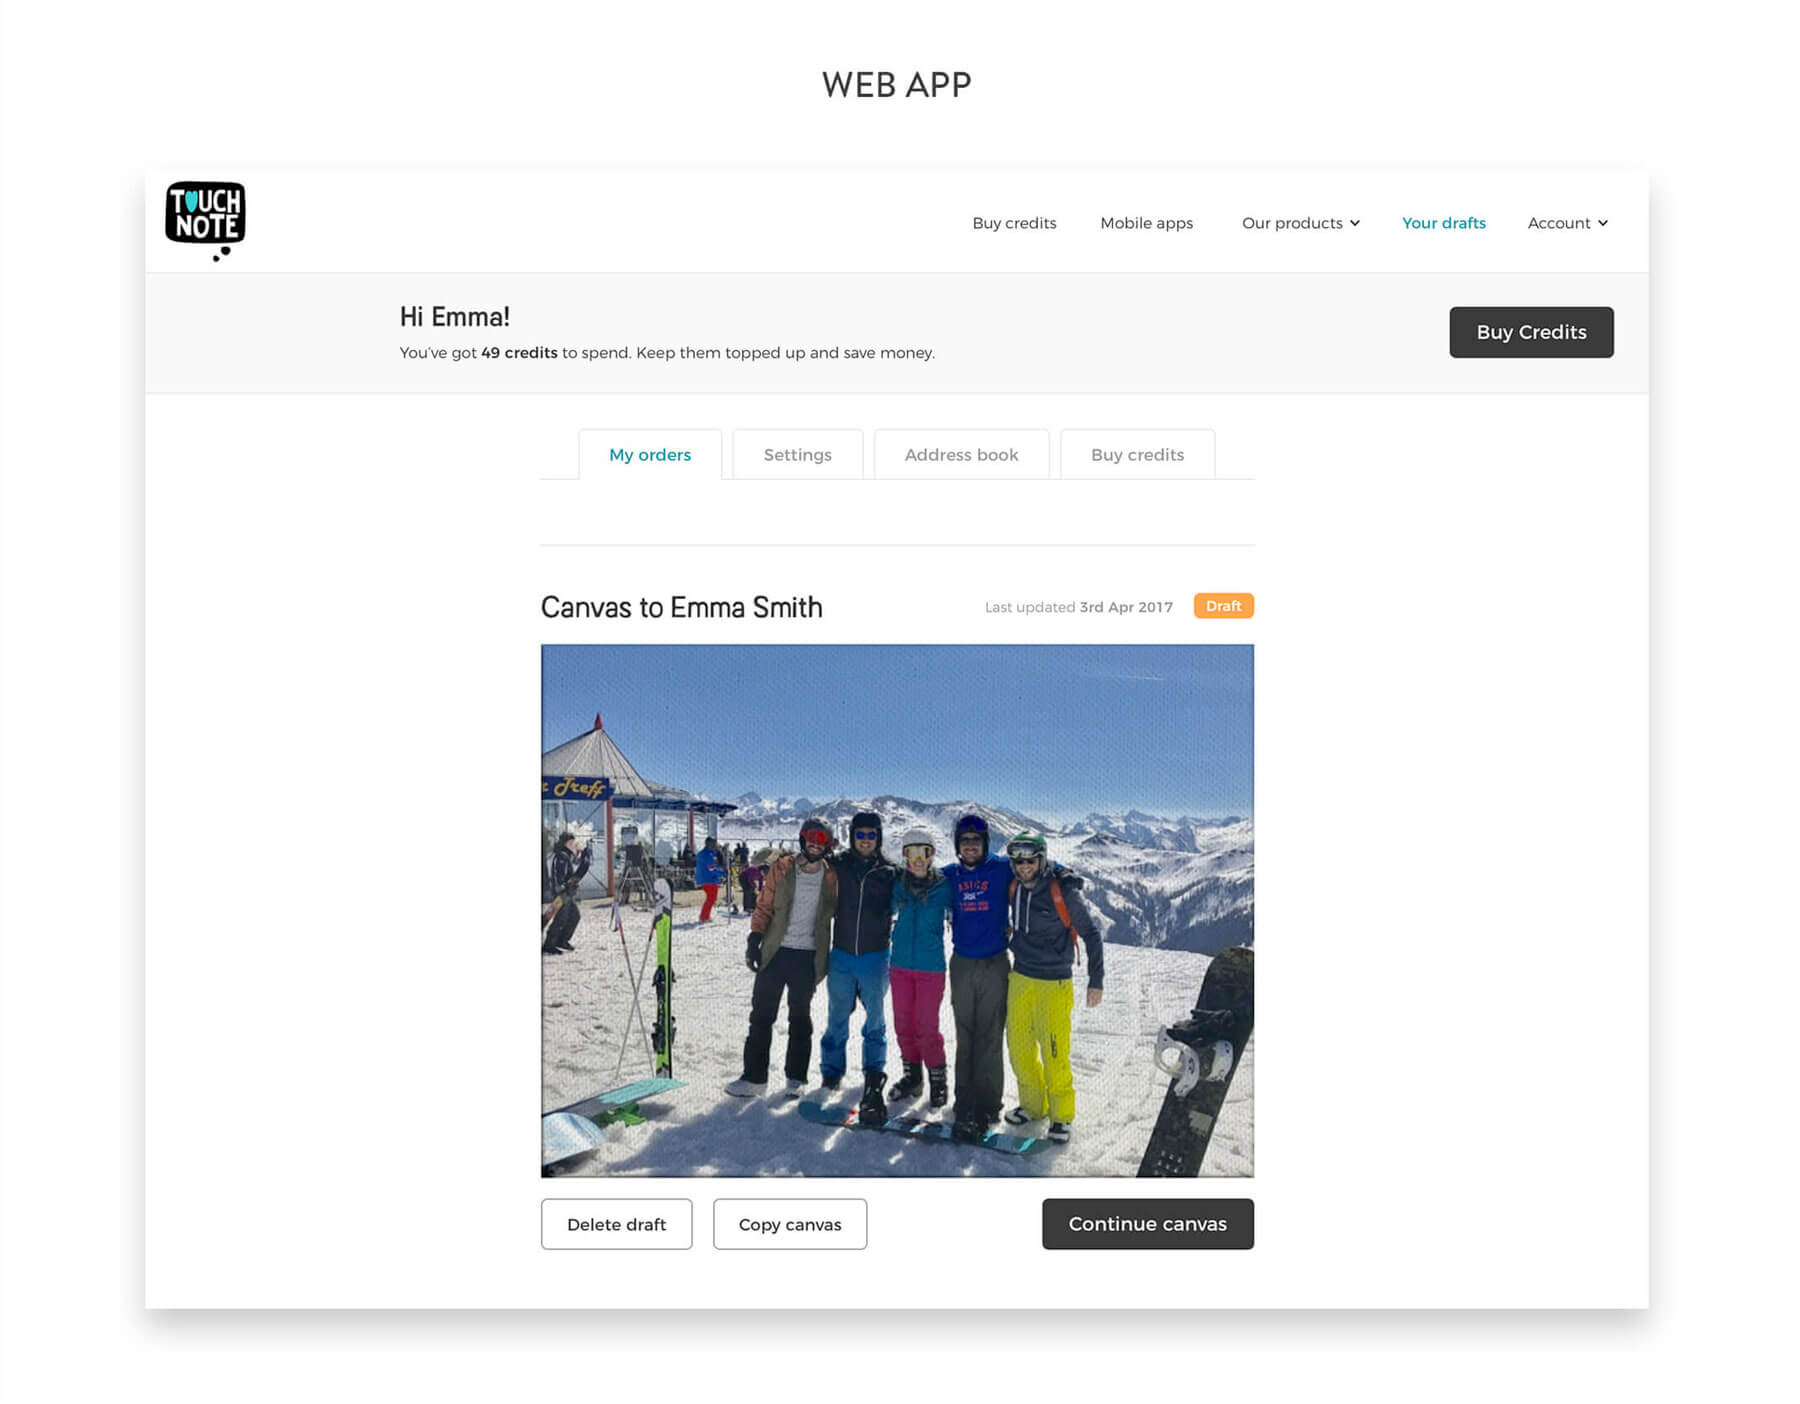 WEB APP
TOUCH
NOTE
Buy credits Mobile apps Our products Your drafts Account
Hi Emma!
You've got 49 credits to spend. Keep them topped up and save money.
Buy Credits
My orders Settings Address book Buy credits
Canvas to Emma Smith Last updated 3rd Apr 2017 Draft
Treff
ASICS
Delete draft Copy canvas Continue canvas